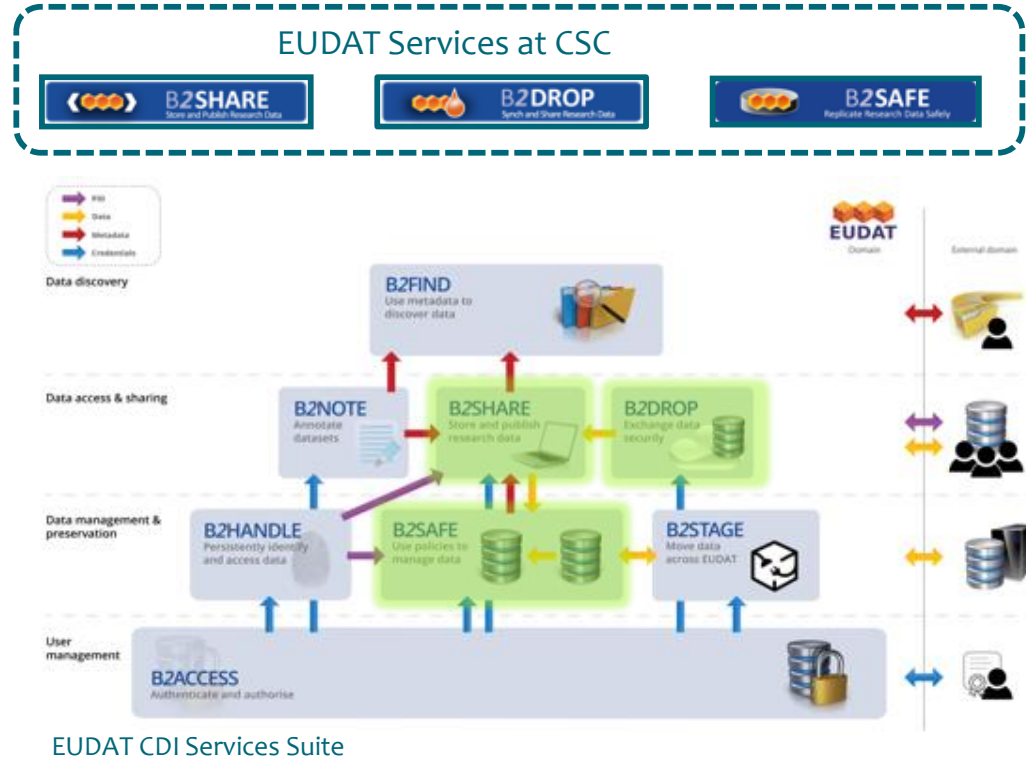 EUDAT Services at CSC
B2SHARE
Store and Publish Research Data
B2DROP
Synch and Share Research Data
B2SAFE
Replicate Research Data Safely
PID
Data
Metadata
Credentials
EUDAT
Domain
External domain
Data discovery
B2FIND
Use metadata to
discover data
Data access & sharing
B2NOTE
Annotate
datasets
B2SHARE
Store and publish
research data
B2DROP
Exchange data
security
Data management &
preservation
B2HANDLE
Persistently identify
and access data
B2SAFE
Use policies to
manage data
B2STAGE
Move data
across EUDAT
User
management
B2ACCESS
Authenticate and authorise
EUDAT CDI Services Suite